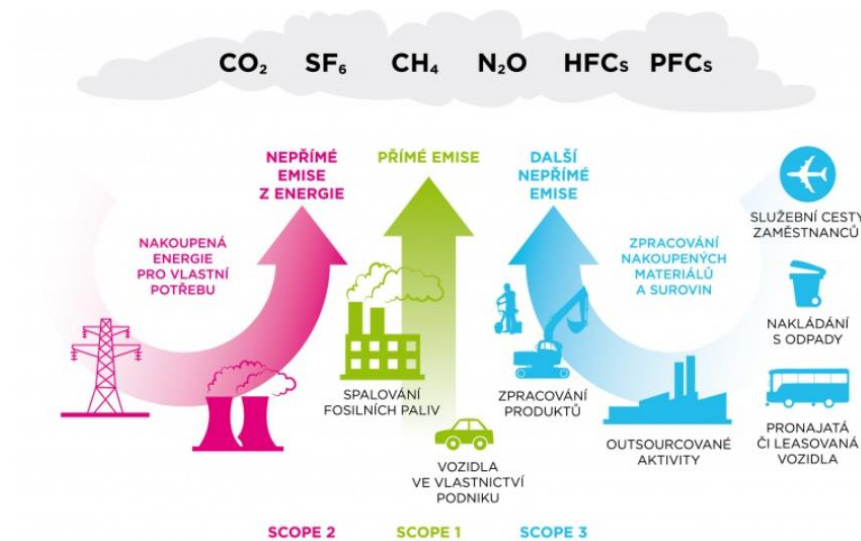 CO₂ SF₆ CH₄ N₂O HFCs PFCs
NEPŘÍMÉ
EMISE
Z ENERGIE
PŘÍMÉ EMISE
DALŠÍ
NEPŘÍMÉ
EMISE
NAKOUPENÁ
ENERGIE
PRO VLASTNÍ
POTŘEBU
SPALOVÁNÍ
FOSILNÍCH PALIV
VOZIDLA
VE VLASTNICTVÍ
PODNIKU
ZPRACOVÁNÍ
NAKOUPENÝCH
MATERIÁLŮ
A SUROVIN
ZPRACOVÁNÍ
PRODUKTŮ
OUTSOURCOVANÉ
AKTIVITY
SLUŽEBNÍ CESTY
ZAMĚSTNANCŮ
NAKLÁDÁNÍ
S ODPADY
PRONAJATÁ
ČI LEASOVANÁ
VOZIDLA
SCOPE 2 SCOPE 1 SCOPE 3